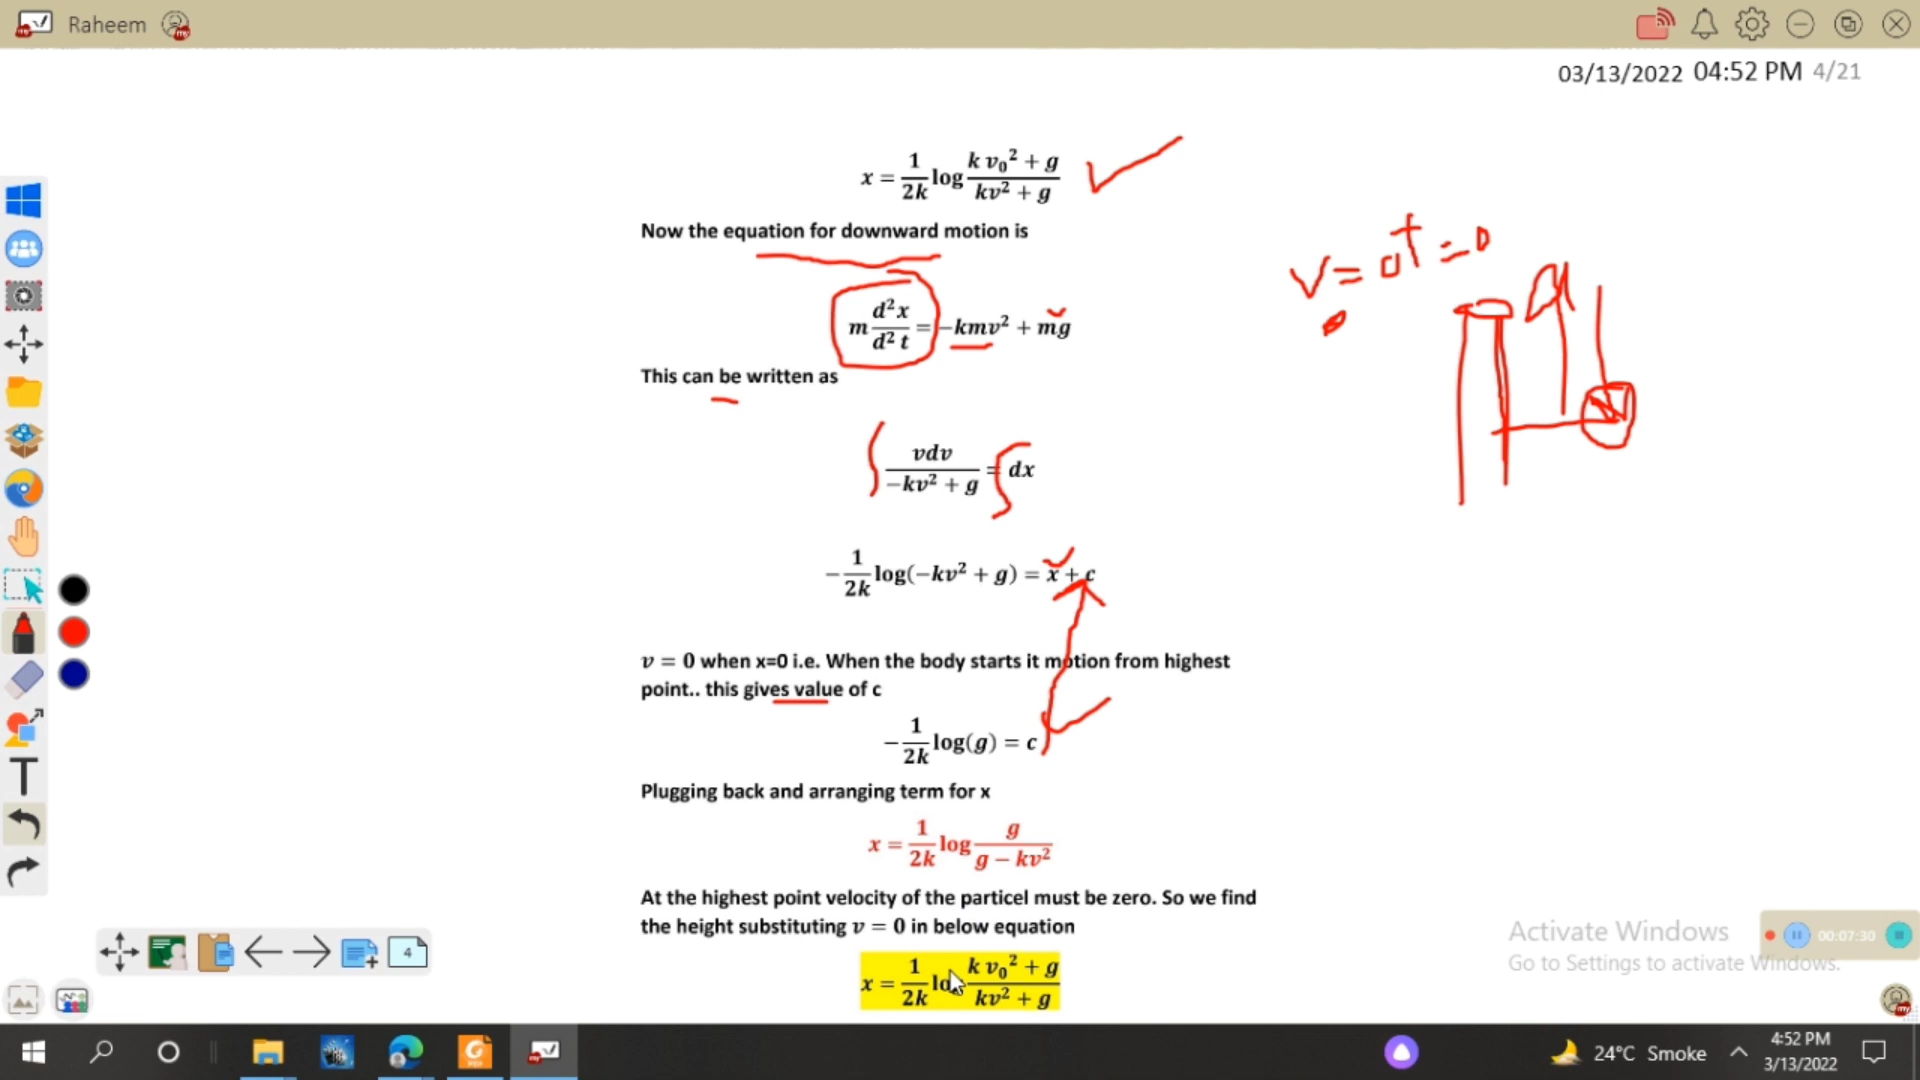 Raheem
03/13/2022 04:52 PM 4/21
x = 1/2k log (k v₀² + g)/(kv² + g)
Now the equation for downward motion is
m d²x/d²t = -kmv² + mg
This can be written as
∫ vdv/(-kv² + g) = ∫ dx
-1/2k log(-kv² + g) = x + c
v = 0 when x=0 i.e. When the body starts it motion from highest
point.. this gives value of c
-1/2k log(g) = c
Plugging back and arranging term for x
x = 1/2k log g/(g - kv²)
At the highest point velocity of the particel must be zero. So we find
the height substituting v = 0 in below equation
x = 1/2k log (k v₀² + g)/(kv² + g)
T
4
Activate Windows
Go to Settings to activate Windows.
00:07:30
24°C Smoke
4:52 PM
3/13/2022